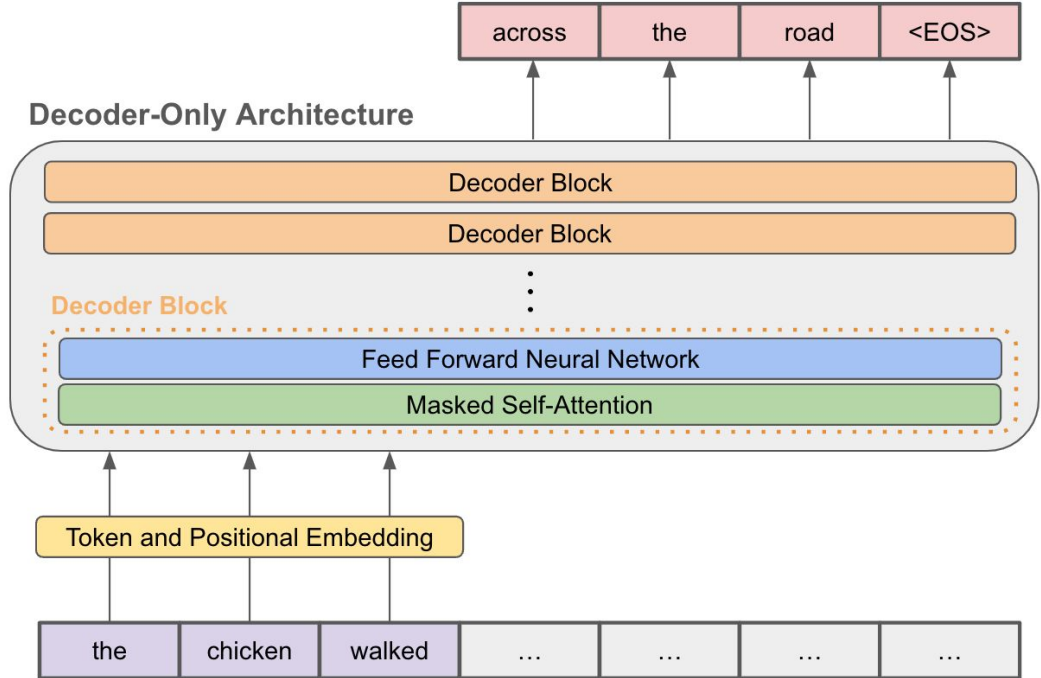 across the road <EOS>
Decoder-Only Architecture
Decoder Block
Decoder Block
Decoder Block
Feed Forward Neural Network
Masked Self-Attention
Token and Positional Embedding
the chicken walked ... ... ... ...